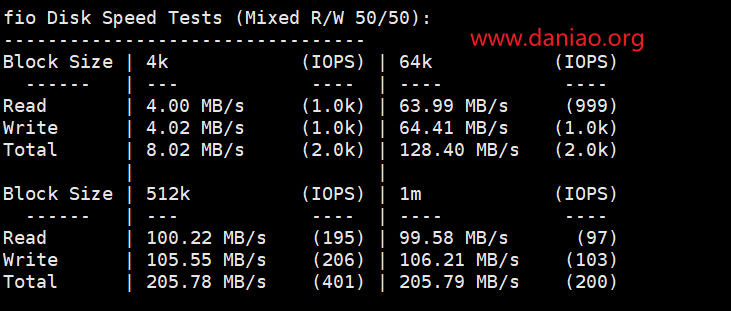 fio Disk Speed Tests (Mixed R/W 50/50):
---------------------------------
www.daniao.org
Block Size | 4k            (IOPS) | 64k           (IOPS)
  ------   | ---            ----  | ----           ----
Read       | 4.00 MB/s     (1.0k) | 63.99 MB/s     (999)
Write      | 4.02 MB/s     (1.0k) | 64.41 MB/s    (1.0k)
Total      | 8.02 MB/s     (2.0k) | 128.40 MB/s   (2.0k)
           |                      |
Block Size | 512k          (IOPS) | 1m            (IOPS)
  ------   | ---            ----  | ----           ----
Read       | 100.22 MB/s    (195) | 99.58 MB/s      (97)
Write      | 105.55 MB/s    (206) | 106.21 MB/s    (103)
Total      | 205.78 MB/s    (401) | 205.79 MB/s    (200)